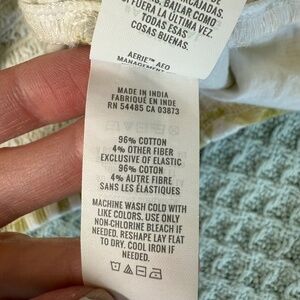 CARCAJADAS.
, BAILAR COMO
FUERA LA ÚLTIMA VEZ.
TODAS ESAS
COSAS BUENAS.
AERIE™ AEO
MANAGEMENT
MADE IN INDIA
FABRIQUÉ EN INDE
RN 54485 CA 03873
96% COTTON
4% OTHER FIBER
EXCLUSIVE OF ELASTIC
96% COTON
4% AUTRE FIBRE
SANS LES ÉLASTIQUES
MACHINE WASH COLD WITH
LIKE COLORS. USE ONLY
NON-CHLORINE BLEACH IF
NEEDED. RESHAPE LAY FLAT
TO DRY. COOL IRON IF
NEEDED.